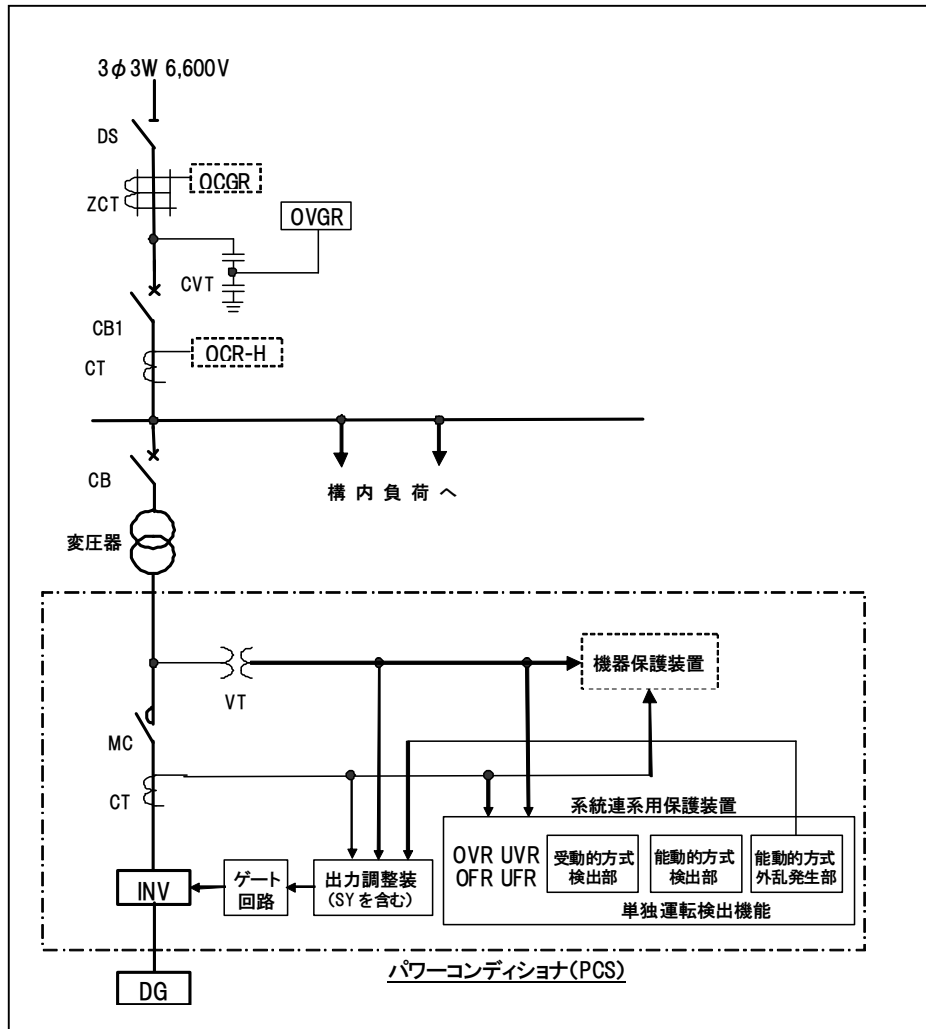 3φ3W 6,600V
DS
OCGR
ZCT
OVGR
CVT
CB1
CT
OCR-H
CB
構内負荷へ
変圧器
機器保護装置
VT
MC
CT
系統連系用保護装置
OVR UVR
OFR UFR
受動的方式
検出部
能動的方式
検出部
能動的方式
外乱発生部
単独運転検出機能
INV
ゲート
回路
出力調整装
(SYを含む)
パワーコンディショナ(PCS)
DG